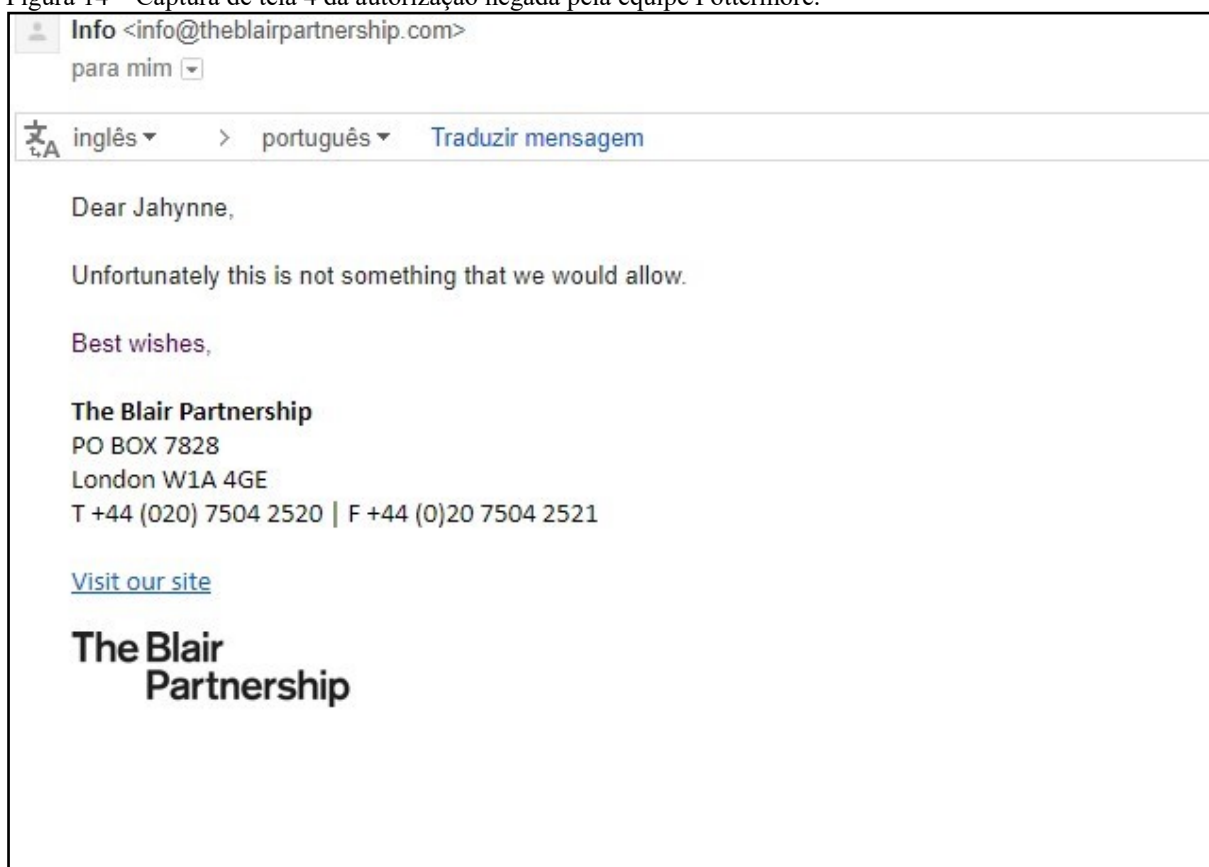 Figura 14 – Captura de tela 4 da autorização negada pela equipe Pottermore.
Info <info@theblairpartnership.com>
para mim
inglês > português Traduzir mensagem
Dear Jahynne,
Unfortunately this is not something that we would allow.
Best wishes,
The Blair Partnership
PO BOX 7828
London W1A 4GE
T +44 (020) 7504 2520 | F +44 (0)20 7504 2521
Visit our site
The Blair
Partnership